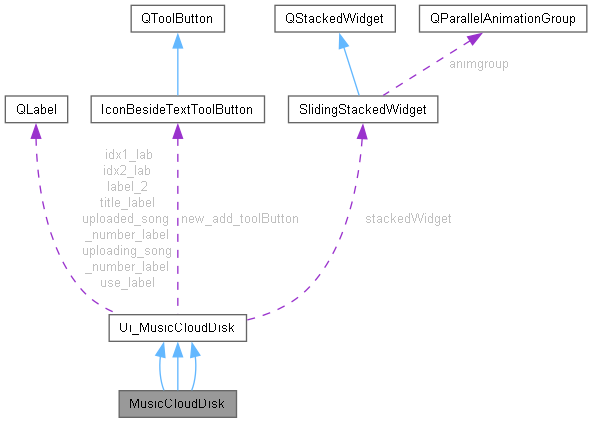 QToolButton
QStackedWidget
QParallelAnimationGroup
animgroup
QLabel
IconBesideTextToolButton
SlidingStackedWidget
idx1_lab
idx2_lab
label_2
title_label
uploaded_song
_number_label
uploading_song
_number_label
use_label
new_add_toolButton
stackedWidget
Ui_MusicCloudDisk
MusicCloudDisk